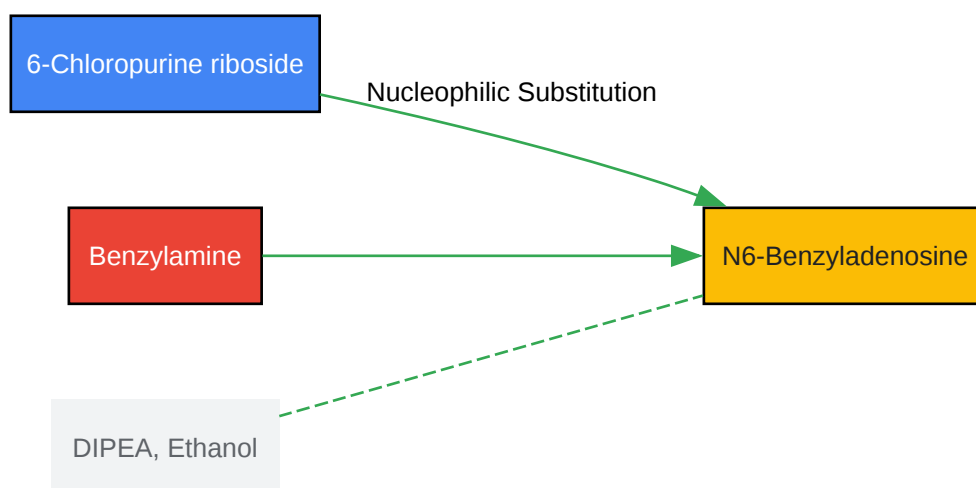 6-Chloropurine riboside
Nucleophilic Substitution
Benzylamine
N6-Benzyladenosine
DIPEA, Ethanol